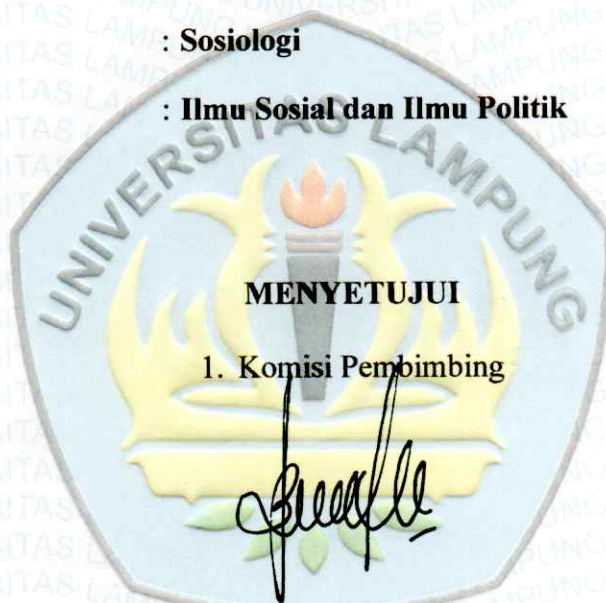 : Sosiologi
: Ilmu Sosial dan Ilmu Politik
UNIVERSITAS LAMPUNG
MENYETUJUI
1. Komisi Pembimbing